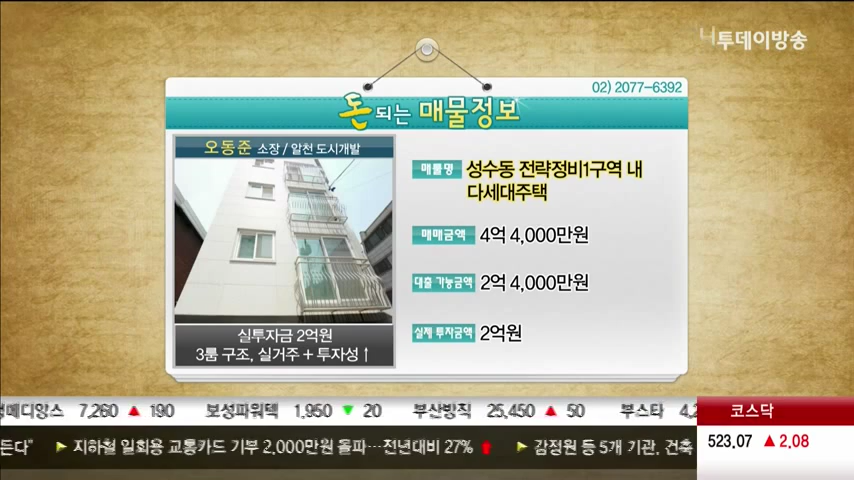 투데이방송
02) 2077-6392
돈 되는 매물정보
오동준 소장 / 알천 도시개발
매물명 성수동 전략정비1구역 내
다세대주택
매매금액 4억 4,000만원
대출 가능금액 2억 4,000만원
실제 투자금액 2억원
실투자금 2억원
3룸 구조, 실거주 + 투자성↑
메디앙스 7,260 ▲ 190 보성파워텍 1,950 ▼ 20 부산방직 25,450 ▲ 50 부스타
코스닥
523.07 ▲ 2.08
든다" ▶ 지하철 일회용 교통카드 기부 2,000만원 돌파…전년대비 27% ↑ ▶ 감정원 등 5개 기관, 건축